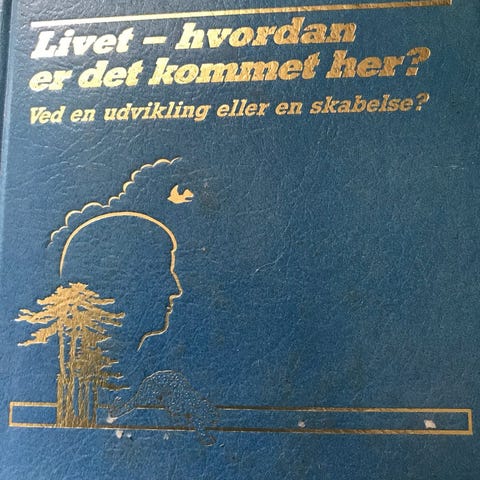 Livet – hvordan
er det kommet her?
Ved en udvikling eller en skabelse?